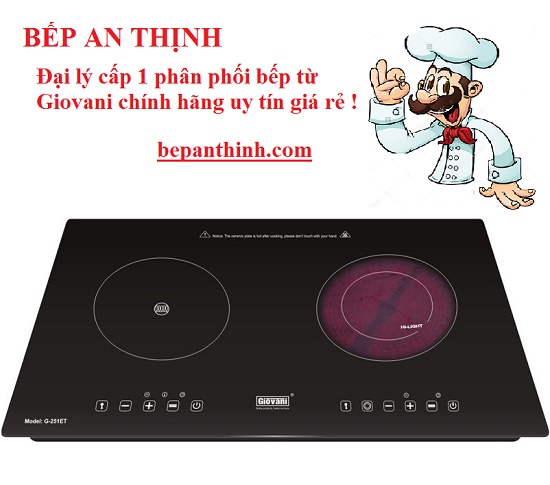 BẾP AN THỊNH
Đại lý cấp 1 phân phối bếp từ
Giovani chính hãng uy tín giá rẻ !
bepanthinh.com
Notice: The ceramic plate is hot after cooking, please don't touch with your hand.
HI-LIGHT
Giovani ®
Model: G-251ET